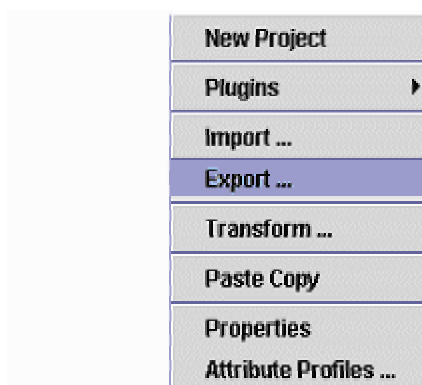 New Project
Plugins
Import ...
Export ...
Transform ...
Paste Copy
Properties
Attribute Profiles ...